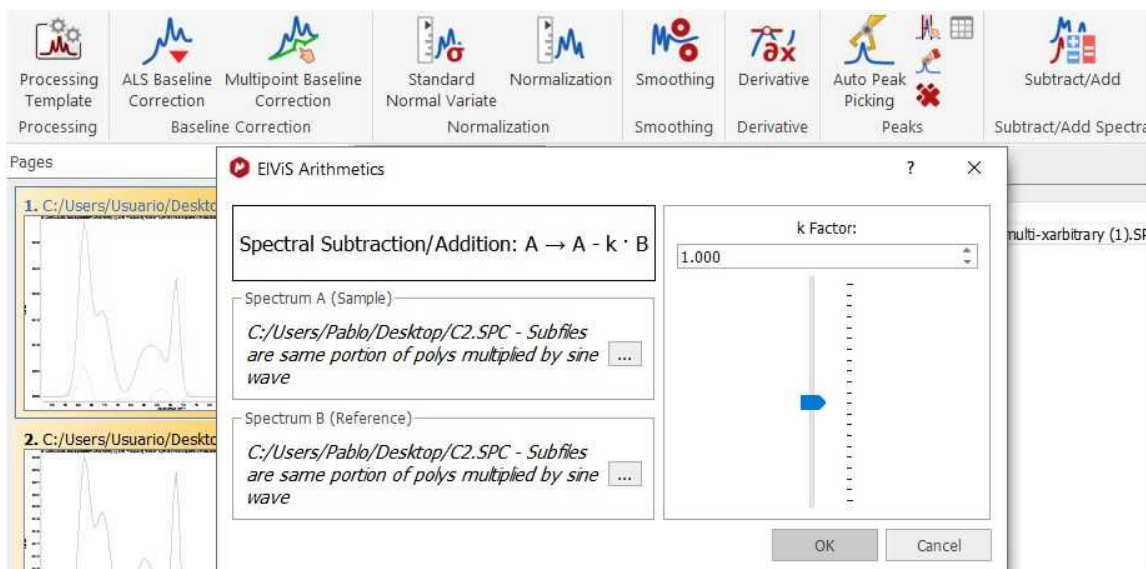 Processing
Template
ALS Baseline
Correction
Multipoint Baseline
Correction
Standard
Normal Variate
Normalization
Smoothing
Derivative
Auto Peak
Picking
Subtract/Add
Processing
Baseline Correction
Normalization
Smoothing
Derivative
Peaks
Subtract/Add Spectra
Pages
ElViS Arithmetics
?
1. C:/Users/Usuario/Deskto
Spectral Subtraction/Addition: A → A - k · B
k Factor:
1.000
multi-xarbitrary (1).SP
Spectrum A (Sample)
C:/Users/Pablo/Desktop/C2.SPC - Subfiles
are same portion of polys multiplied by sine
wave
...
Spectrum B (Reference)
C:/Users/Pablo/Desktop/C2.SPC - Subfiles
are same portion of polys multiplied by sine
wave
...
2. C:/Users/Usuario/Deskto
OK
Cancel